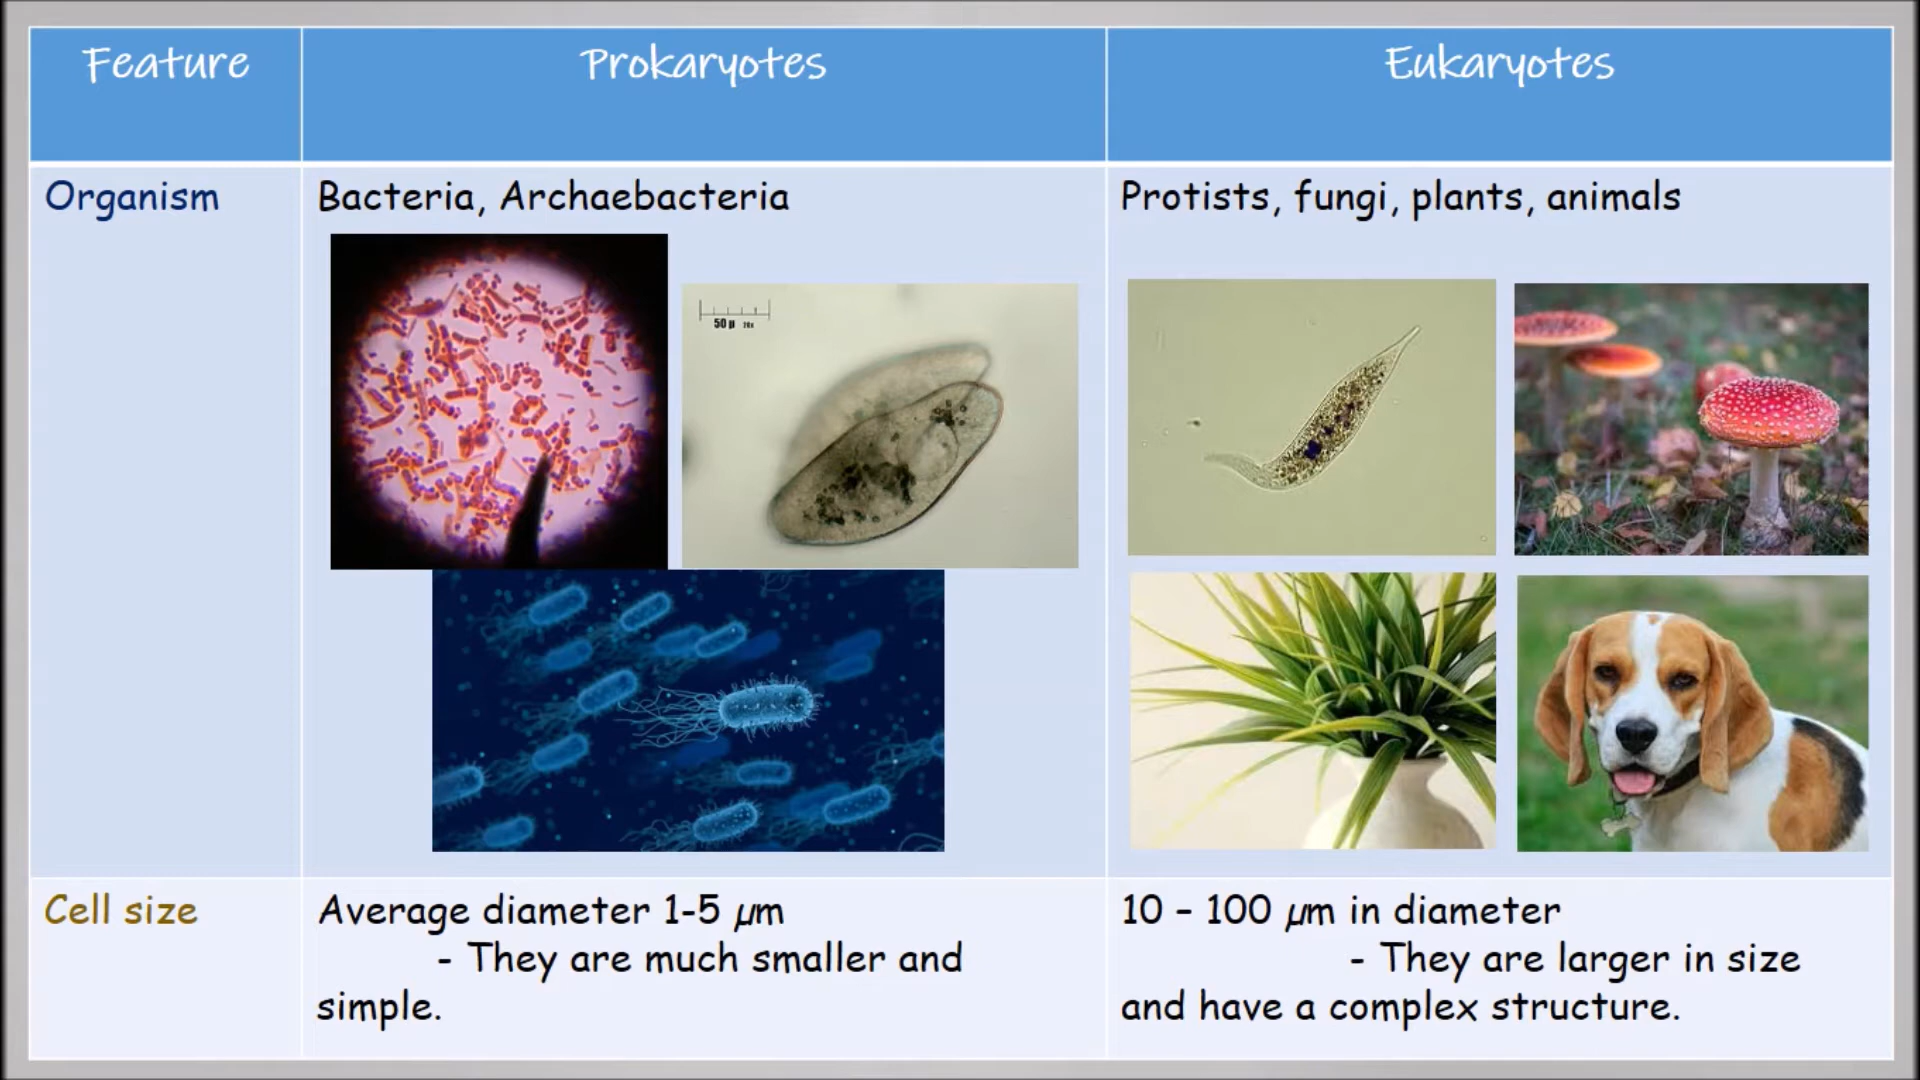 Feature
Prokaryotes
Eukaryotes
Organism
Bacteria, Archaebacteria
Protists, fungi, plants, animals
50 µ 20x
Cell size
Average diameter 1-5 µm
- They are much smaller and
simple.
10 – 100 µm in diameter
- They are larger in size
and have a complex structure.